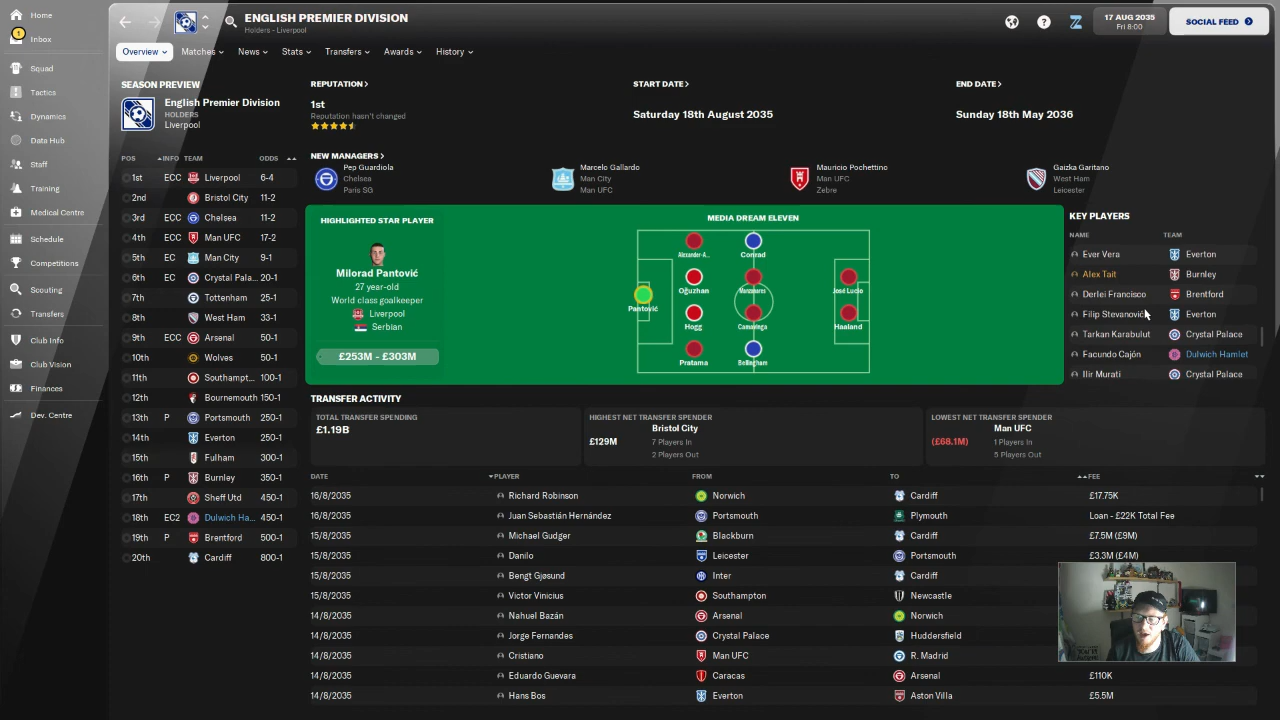 Home
1
Inbox
Squad
Tactics
Dynamics
Data Hub
Staff
Training
Medical Centre
Schedule
Competitions
Scouting
Transfers
Club Info
Club Vision
Finances
Dev. Centre
ENGLISH PREMIER DIVISION
Holders - Liverpool
17 AUG 2035
Fri 8:00
SOCIAL FEED
Overview
Matches
News
Stats
Transfers
Awards
History
SEASON PREVIEW
English Premier Division
HOLDERS
Liverpool
REPUTATION >
1st
Reputation hasn't changed
START DATE >
Saturday 18th August 2035
END DATE >
Sunday 18th May 2036
NEW MANAGERS >
Pep Guardiola
Chelsea
Paris SG
Marcelo Gallardo
Man City
Man UFC
Mauricio Pochettino
Man UFC
Zebre
Gaizka Garitano
West Ham
Leicester
POS INFO TEAM ODDS
1st ECC Liverpool 6-4
2nd Bristol City 11-2
3rd ECC Chelsea 11-2
4th ECC Man UFC 17-2
5th EC Man City 9-1
6th EC Crystal Pala... 20-1
7th Tottenham 25-1
8th West Ham 33-1
9th ECC Arsenal 50-1
10th Wolves 50-1
11th Southampt... 100-1
12th Bournemouth 150-1
13th P Portsmouth 250-1
14th Everton 250-1
15th Fulham 300-1
16th P Burnley 350-1
17th Sheff Utd 450-1
18th EC2 Dulwich Ha... 450-1
19th P Brentford 500-1
20th Cardiff 800-1
HIGHLIGHTED STAR PLAYER
Milorad Pantović
27 year-old
World class goalkeeper
Liverpool
Serbian
£253M - £303M
MEDIA DREAM ELEVEN
Alexander-A...
Conrad
Oğuzhan
Manzanares
José Lucio
Pantović
Hogg
Camavinga
Haaland
Pratama
Bellingham
KEY PLAYERS
NAME TEAM
Ever Vera Everton
Alex Tait Burnley
Derlei Francisco Brentford
Filip Stevanović Everton
Tarkan Karabulut Crystal Palace
Facundo Cajón Dulwich Hamlet
Ilir Murati Crystal Palace
TRANSFER ACTIVITY
TOTAL TRANSFER SPENDING
£1.19B
HIGHEST NET TRANSFER SPENDER
£129M
Bristol City
7 Players In
2 Players Out
LOWEST NET TRANSFER SPENDER
(£68.1M)
Man UFC
1 Players In
5 Players Out
DATE PLAYER FROM TO FEE
16/8/2035 Richard Robinson Norwich Cardiff £17.75K
16/8/2035 Juan Sebastián Hernández Portsmouth Plymouth Loan - £22K Total Fee
15/8/2035 Michael Gudger Blackburn Cardiff £7.5M (£9M)
15/8/2035 Danilo Leicester Portsmouth £3.3M (£4M)
15/8/2035 Bengt Gjøsund Inter Cardiff
15/8/2035 Victor Vinicius Southampton Newcastle
14/8/2035 Nahuel Bazán Arsenal Norwich
14/8/2035 Jorge Fernandes Crystal Palace Huddersfield
14/8/2035 Cristiano Man UFC R. Madrid
14/8/2035 Eduardo Guevara Caracas Arsenal £110K
14/8/2035 Hans Bos Everton Aston Villa £5.5M